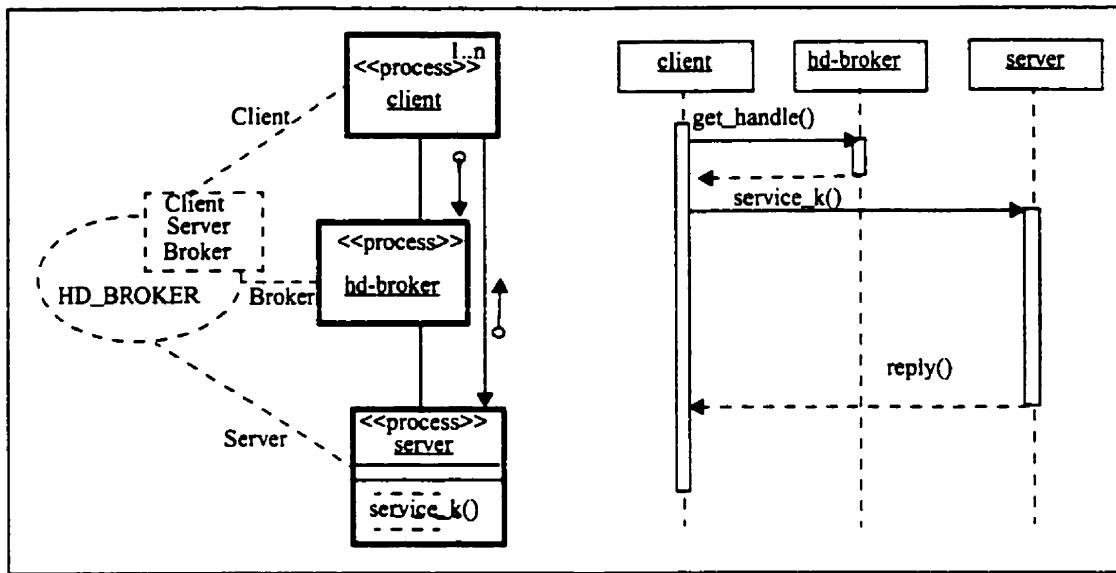 1..n
<<process>>
client
Client
Client
Server
Broker
HD_BROKER
Broker
<<process>>
hd-broker
Server
<<process>>
server
service_k()
client
hd-broker
server
get_handle()
service_k()
reply()